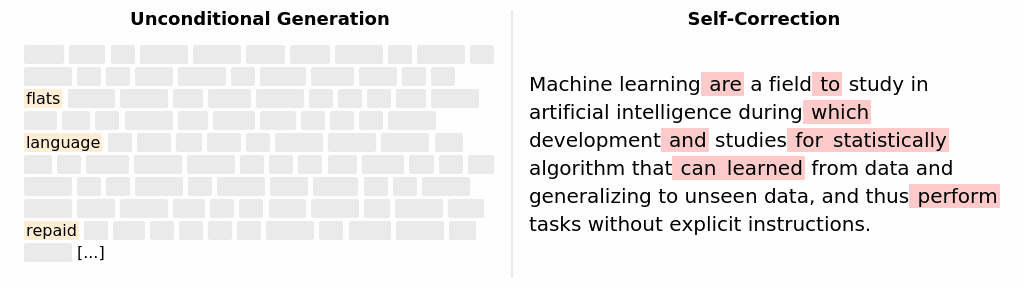 Unconditional Generation
flats
language
repaid
[...]
Self-Correction
Machine learning are a field to study in
artificial intelligence during which
development and studies for statistically
algorithm that can learned from data and
generalizing to unseen data, and thus perform
tasks without explicit instructions.